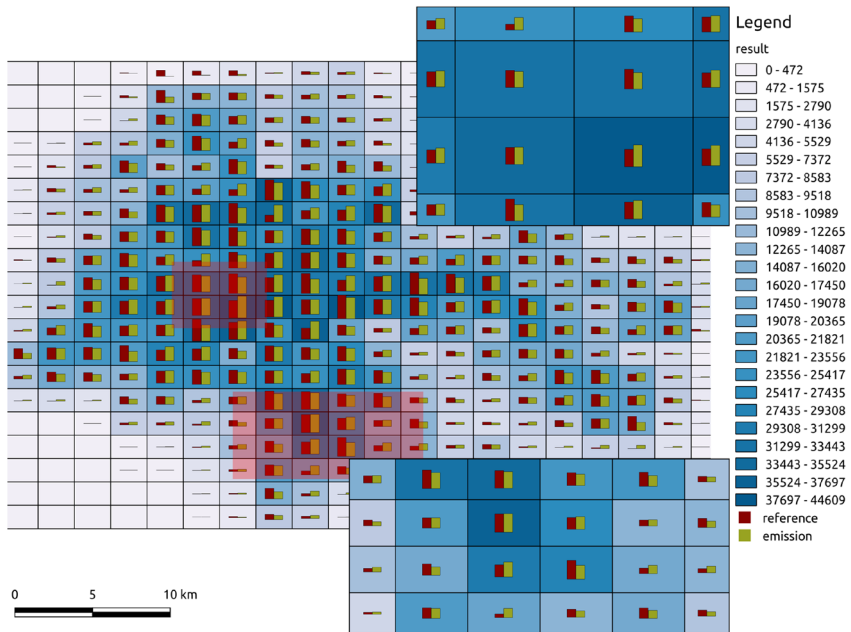 Legend
result
0 - 472
472 - 1575
1575 - 2790
2790 - 4136
4136 - 5529
5529 - 7372
7372 - 8583
8583 - 9518
9518 - 10989
10989 - 12265
12265 - 14087
14087 - 16020
16020 - 17450
17450 - 19078
19078 - 20365
20365 - 21821
21821 - 23556
23556 - 25417
25417 - 27435
27435 - 29308
29308 - 31299
31299 - 33443
33443 - 35524
35524 - 37697
37697 - 44609
reference
emission
0 5 10 km